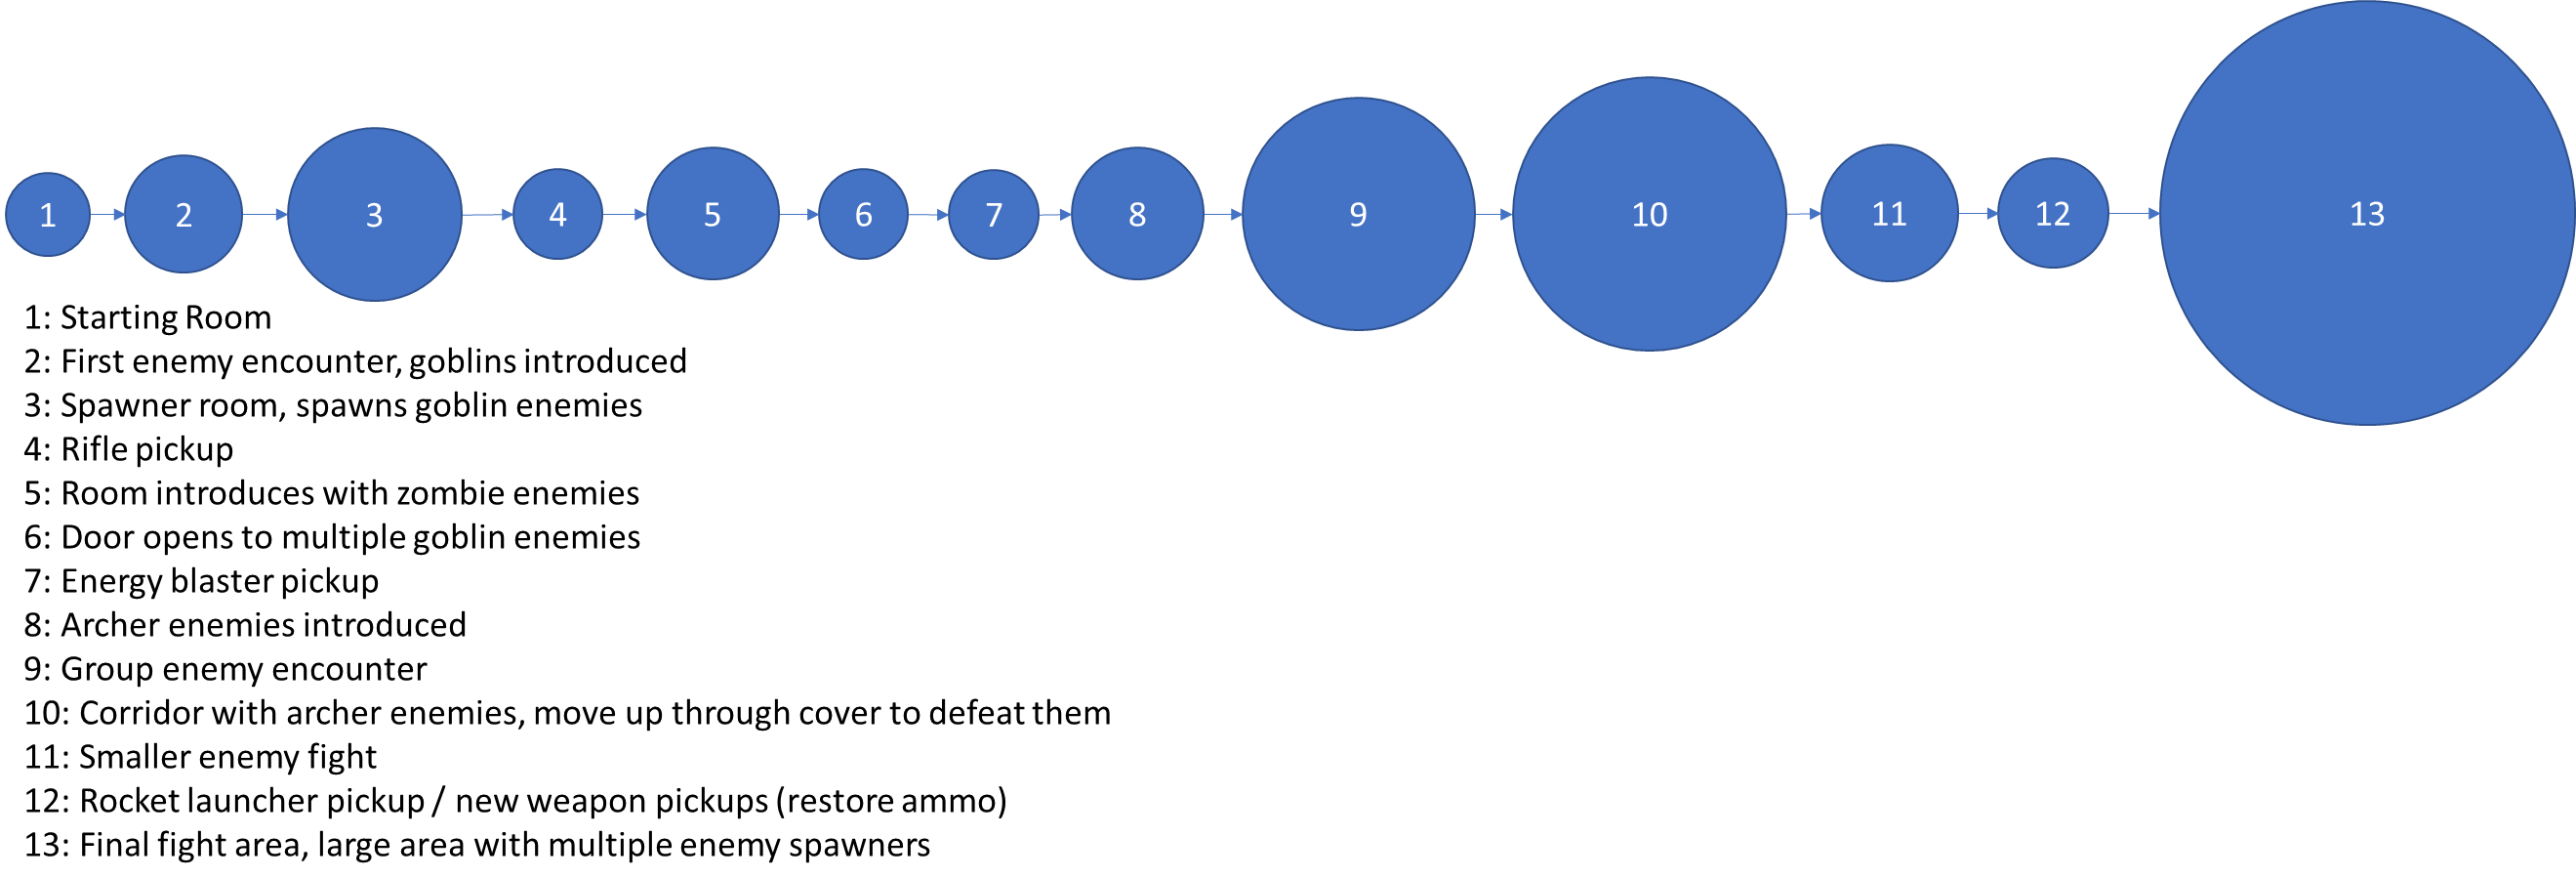 1 2 3 4 5 6 7 8 9 10 11 12 13
1: Starting Room
2: First enemy encounter, goblins introduced
3: Spawner room, spawns goblin enemies
4: Rifle pickup
5: Room introduces with zombie enemies
6: Door opens to multiple goblin enemies
7: Energy blaster pickup
8: Archer enemies introduced
9: Group enemy encounter
10: Corridor with archer enemies, move up through cover to defeat them
11: Smaller enemy fight
12: Rocket launcher pickup / new weapon pickups (restore ammo)
13: Final fight area, large area with multiple enemy spawners